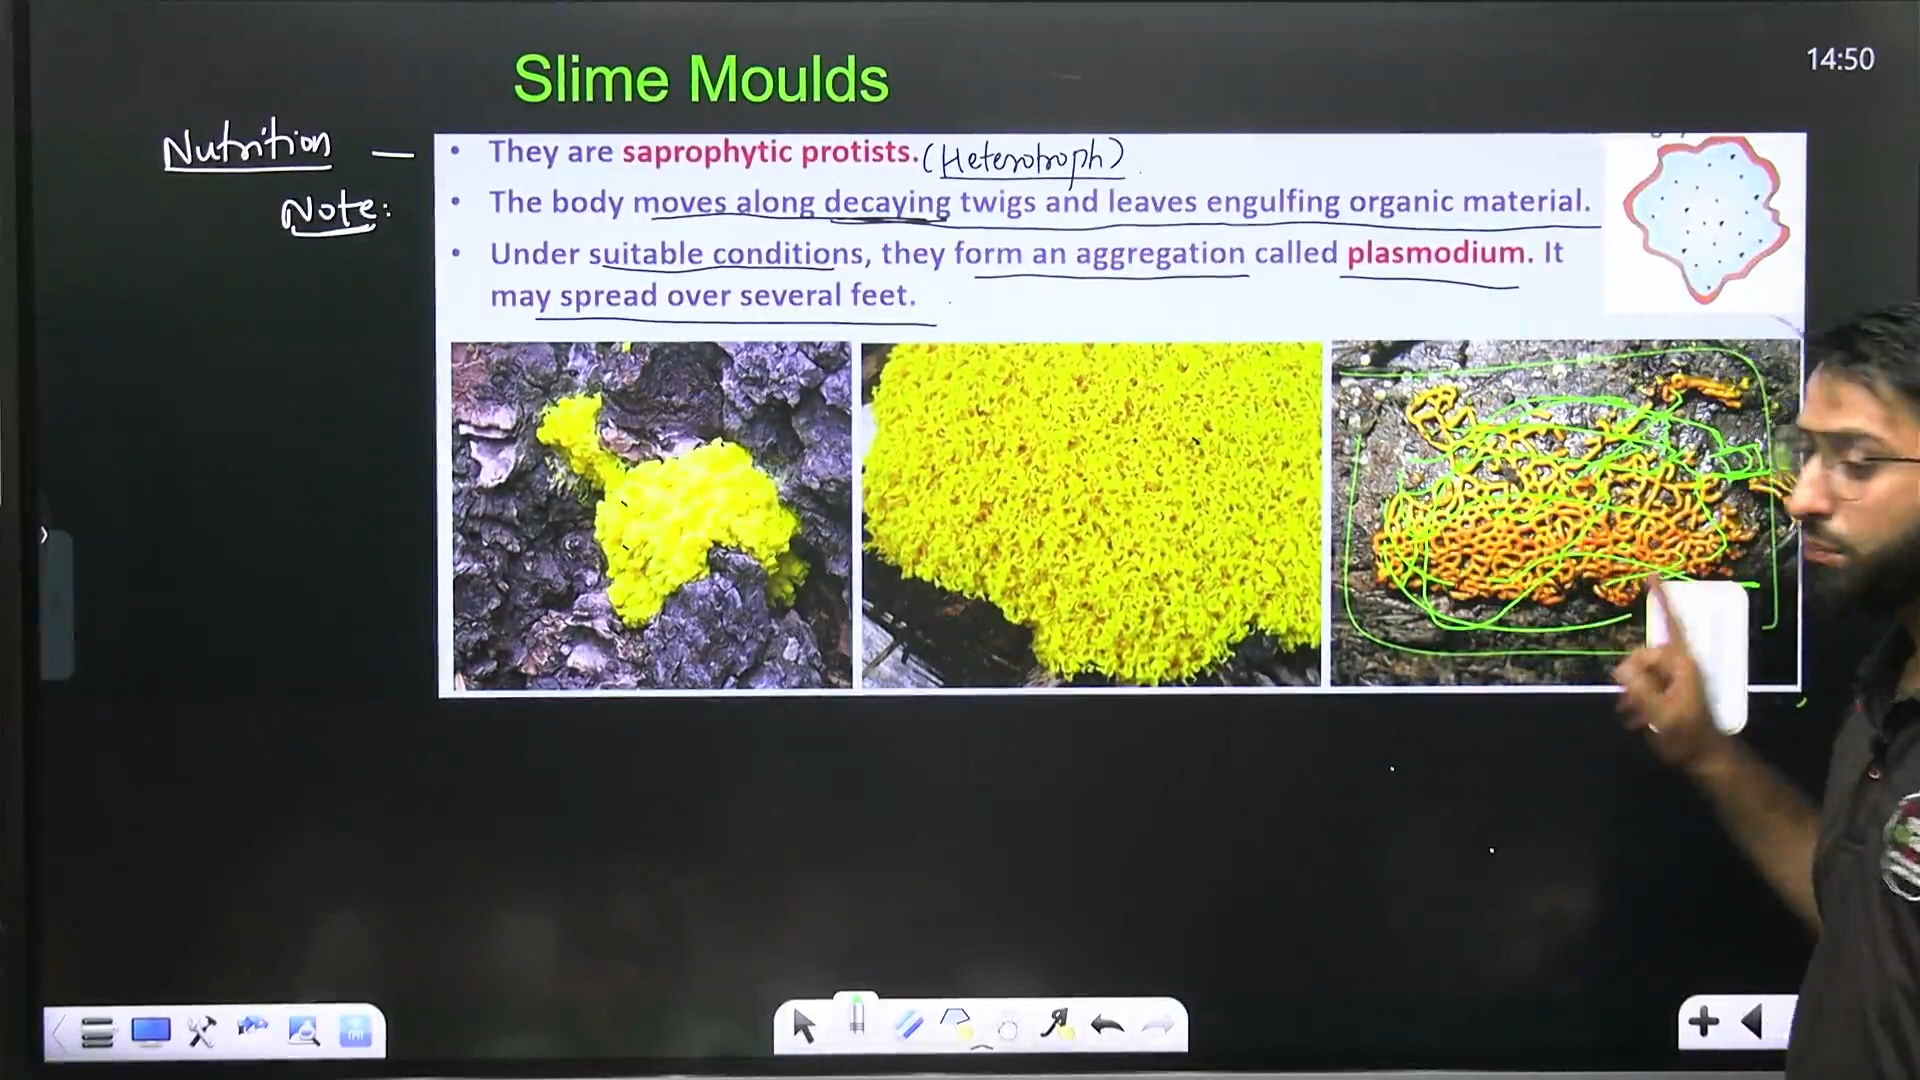 Slime Moulds
14:50
Nutrition —
• They are saprophytic protists. (Heterotroph)
Note:
• The body moves along decaying twigs and leaves engulfing organic material.
• Under suitable conditions, they form an aggregation called plasmodium. It
may spread over several feet.